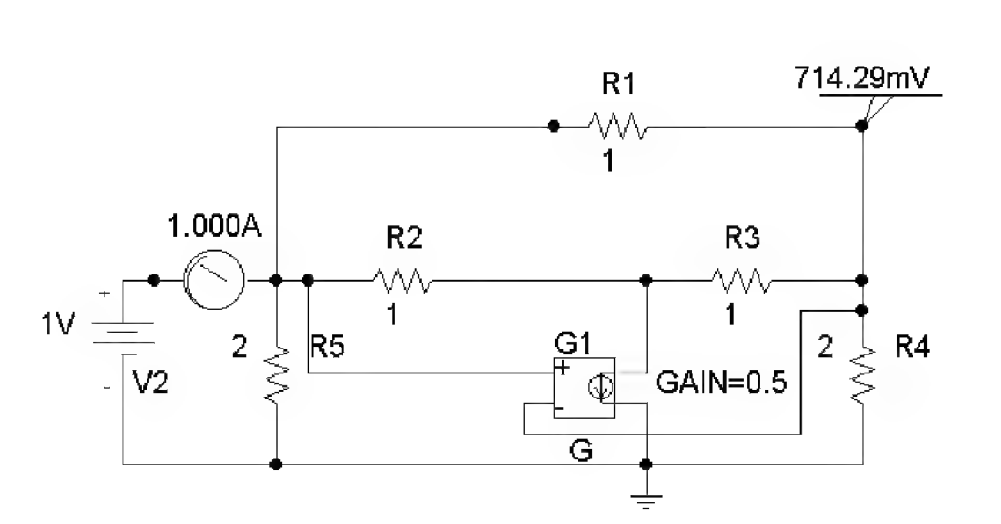 R1
714.29mV
1
1.000A
R2
R3
+
1V
1
1
2
R5
G1
2
R4
-
V2
+
GAIN=0.5
-
G